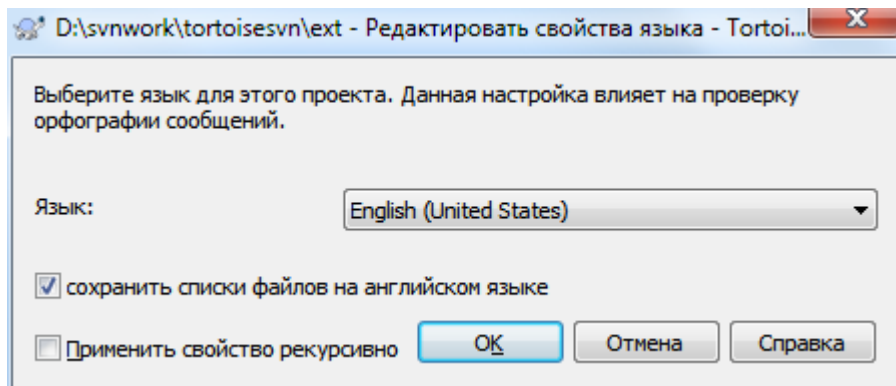 D:\svnwork\tortoisesvn\ext - Редактировать свойства языка - Tortoi...
Выберите язык для этого проекта. Данная настройка влияет на проверку
орфографии сообщений.
Язык:
English (United States)
сохранить списки файлов на английском языке
Применить свойство рекурсивно
OK
Отмена
Справка